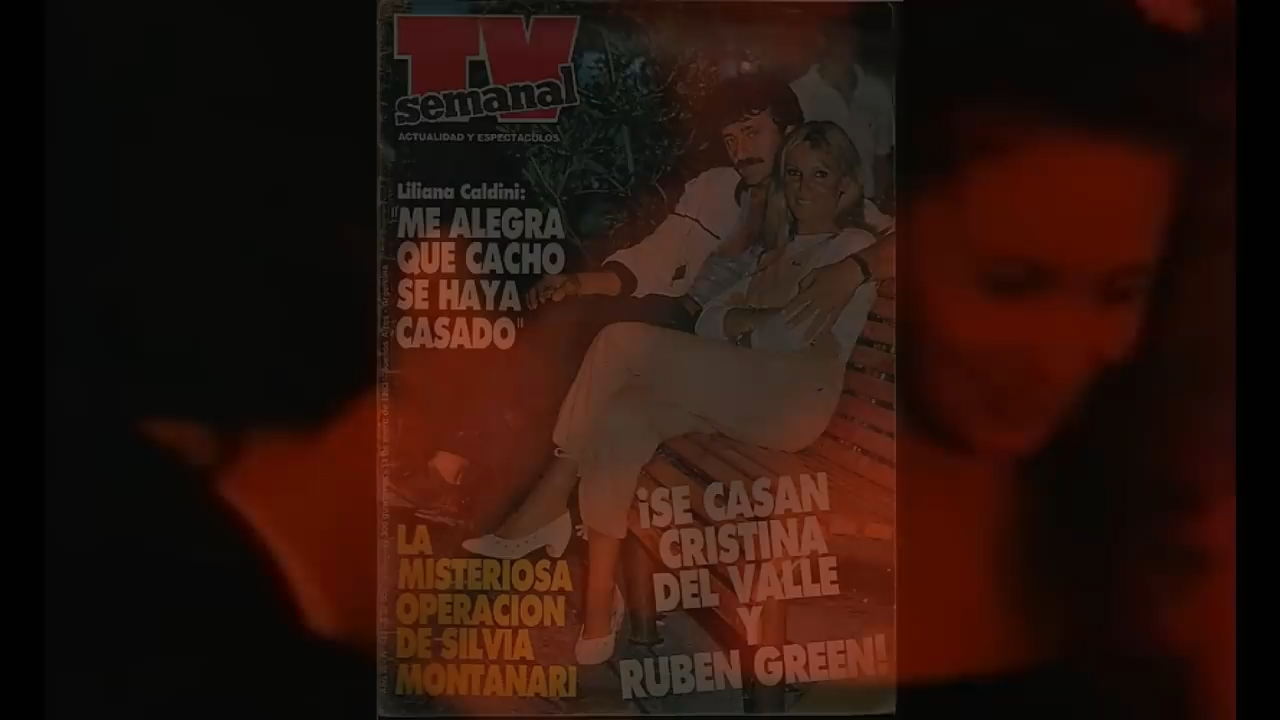 TV
semanal
ACTUALIDAD Y ESPECTACULOS
Liliana Caldini:
"ME ALEGRA
QUE CACHO
SE HAYA
CASADO"
LA
MISTERIOSA
OPERACION
DE SILVIA
MONTANARI
¡SE CASAN
CRISTINA
DEL VALLE
Y
RUBEN GREEN!